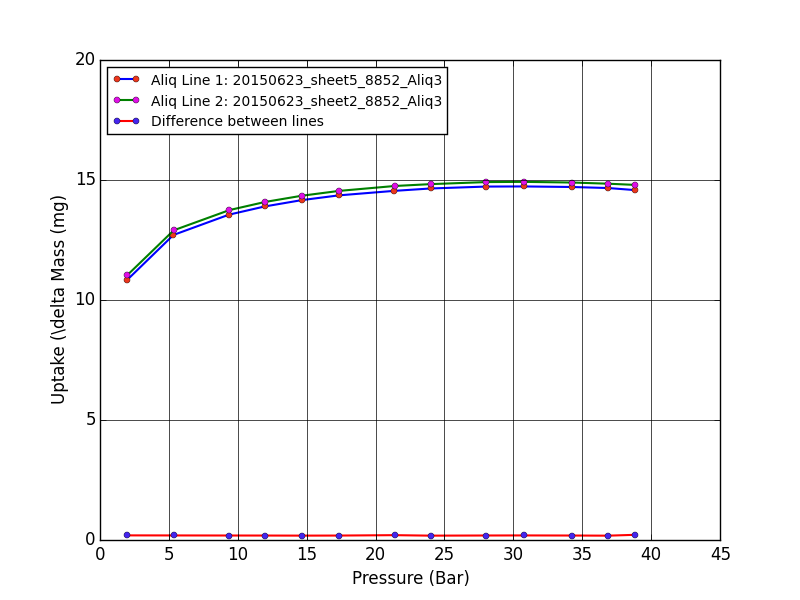 20
15
10
5
0
Uptake (\delta Mass (mg)
Aliq Line 1: 20150623_sheet5_8852_Aliq3
Aliq Line 2: 20150623_sheet2_8852_Aliq3
Difference between lines
0 5 10 15 20 25 30 35 40 45
Pressure (Bar)